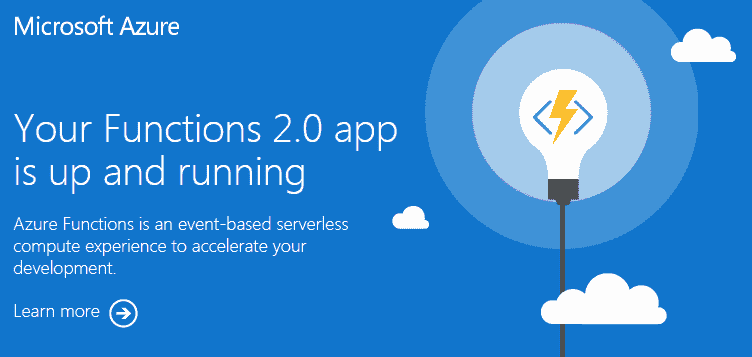 Microsoft Azure
Your Functions 2.0 app
is up and running
Azure Functions is an event-based serverless
compute experience to accelerate your
development.
Learn more